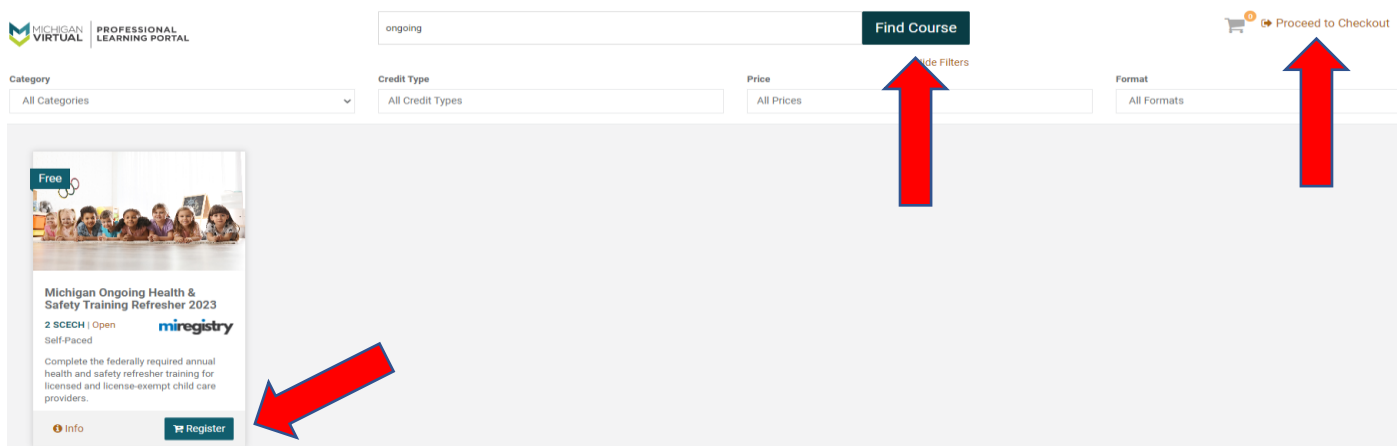 MICHIGAN
VIRTUAL
PROFESSIONAL
LEARNING PORTAL
ongoing
Find Course
0
Proceed to Checkout
Filters
Category
Credit Type
Price
Format
All Categories
All Credit Types
All Prices
All Formats
Free
Michigan Ongoing Health &
Safety Training Refresher 2023
2 SCECH | Open
miregistry
Self-Paced
Complete the federally required annual
health and safety refresher training for
licensed and license-exempt child care
providers.
Info
Register